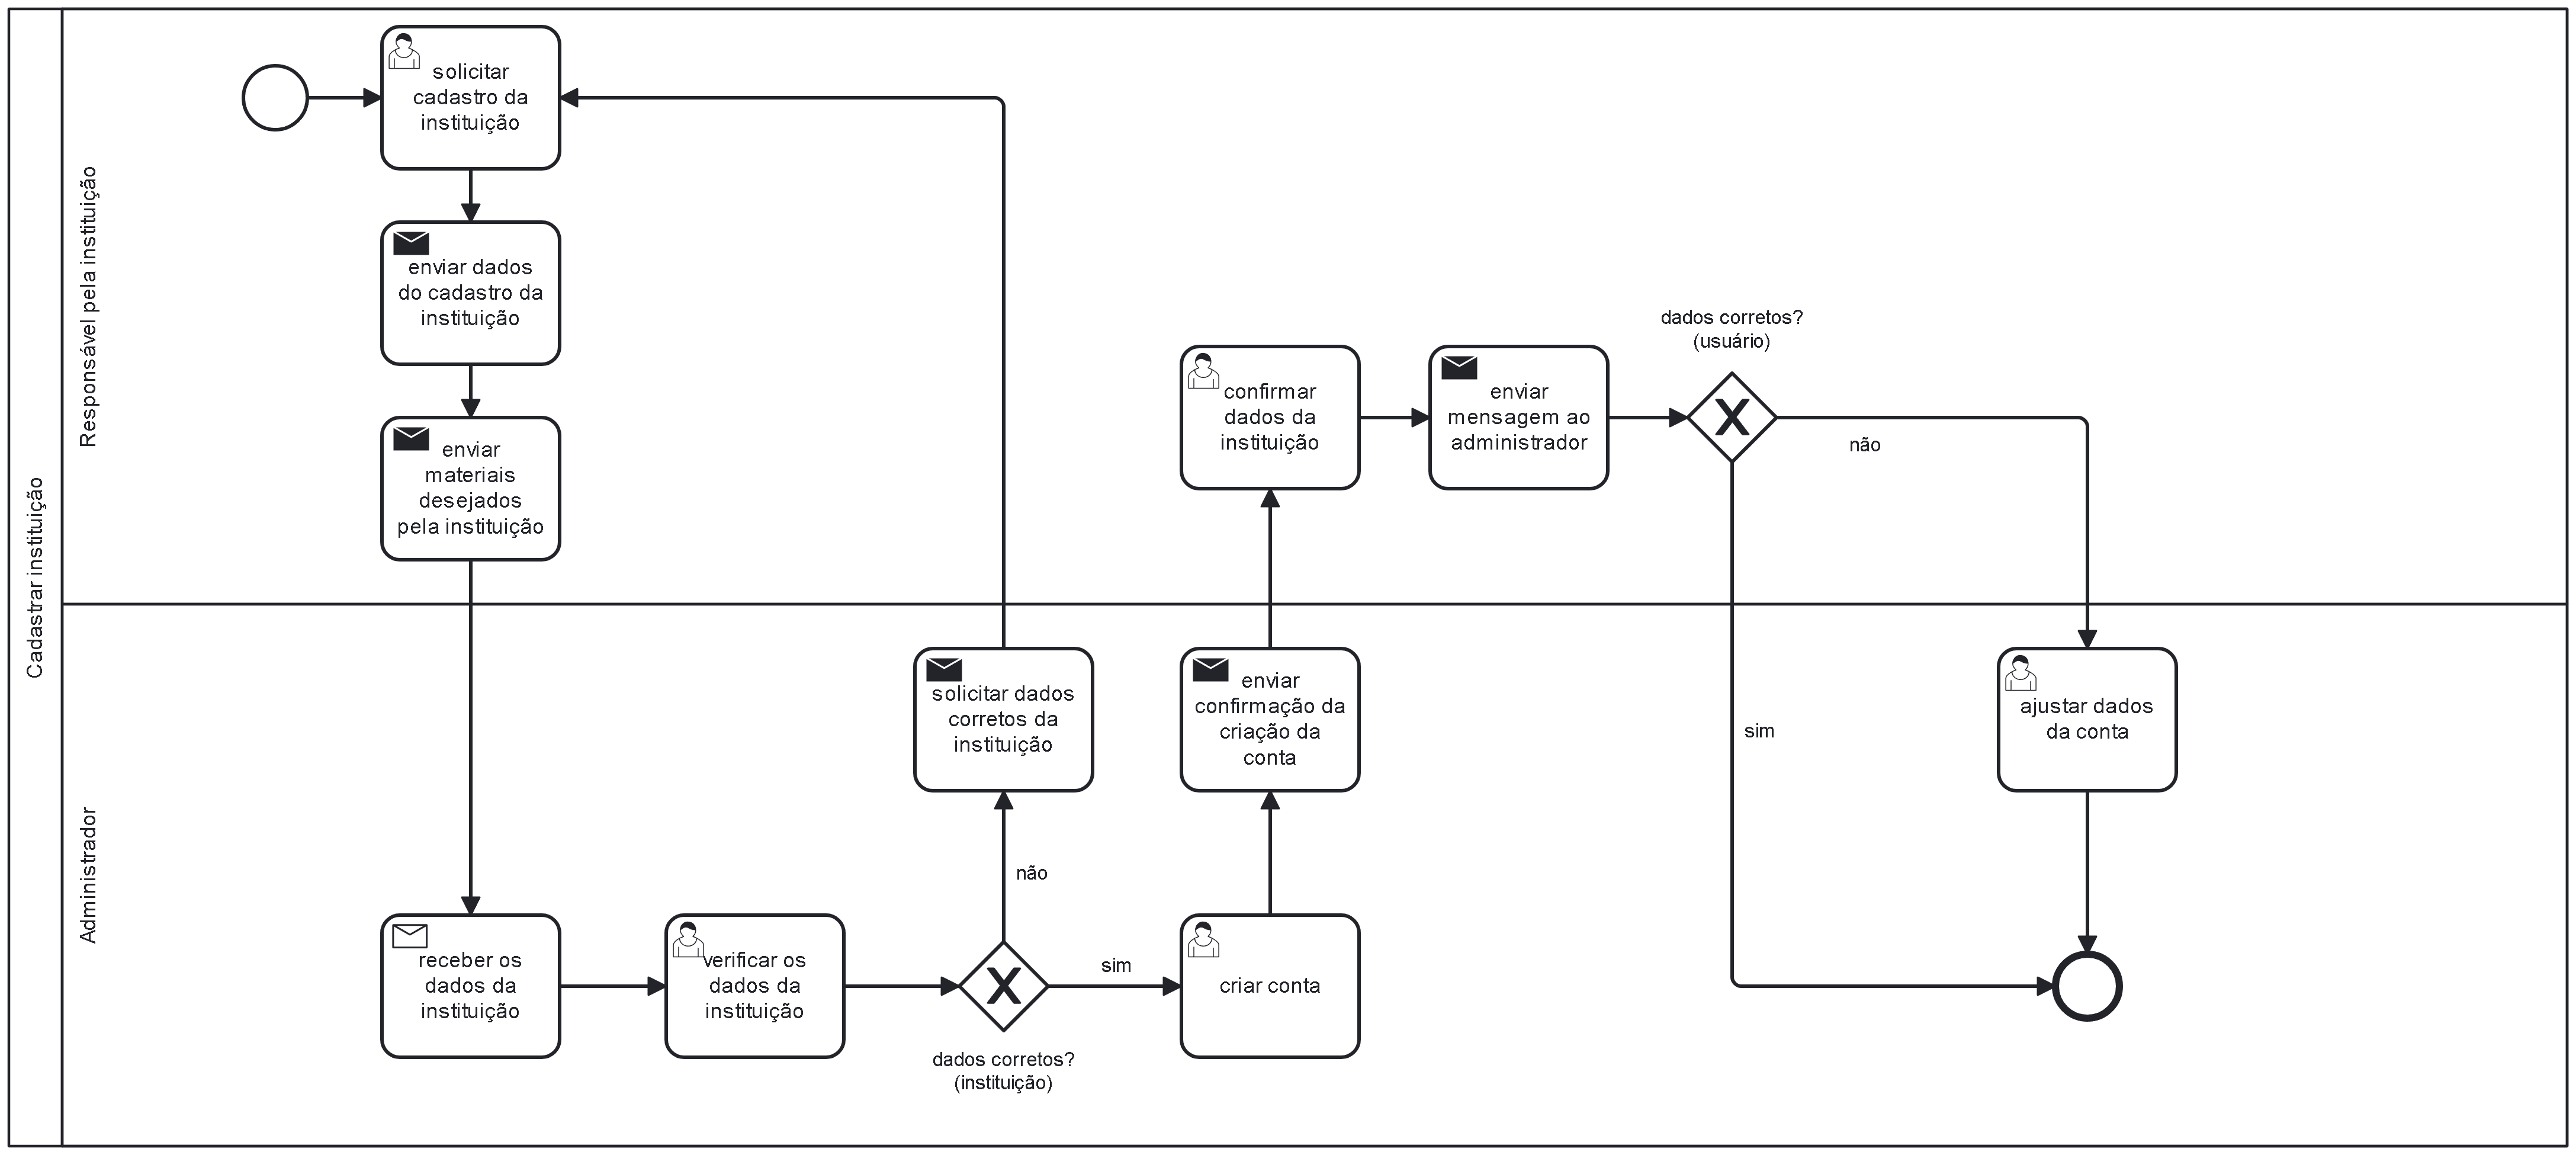 Cadastrar instituição
Responsável pela instituição
solicitar
cadastro da
instituição
enviar dados
do cadastro da
instituição
enviar
materiais
desejados
pela instituição
confirmar
dados da
instituição
enviar
mensagem ao
administrador
dados corretos?
(usuário)
não
sim
Administrador
receber os
dados da
instituição
verificar os
dados da
instituição
dados corretos?
(instituição)
não
solicitar dados
corretos da
instituição
sim
criar conta
enviar
confirmação da
criação da
conta
ajustar dados
da conta